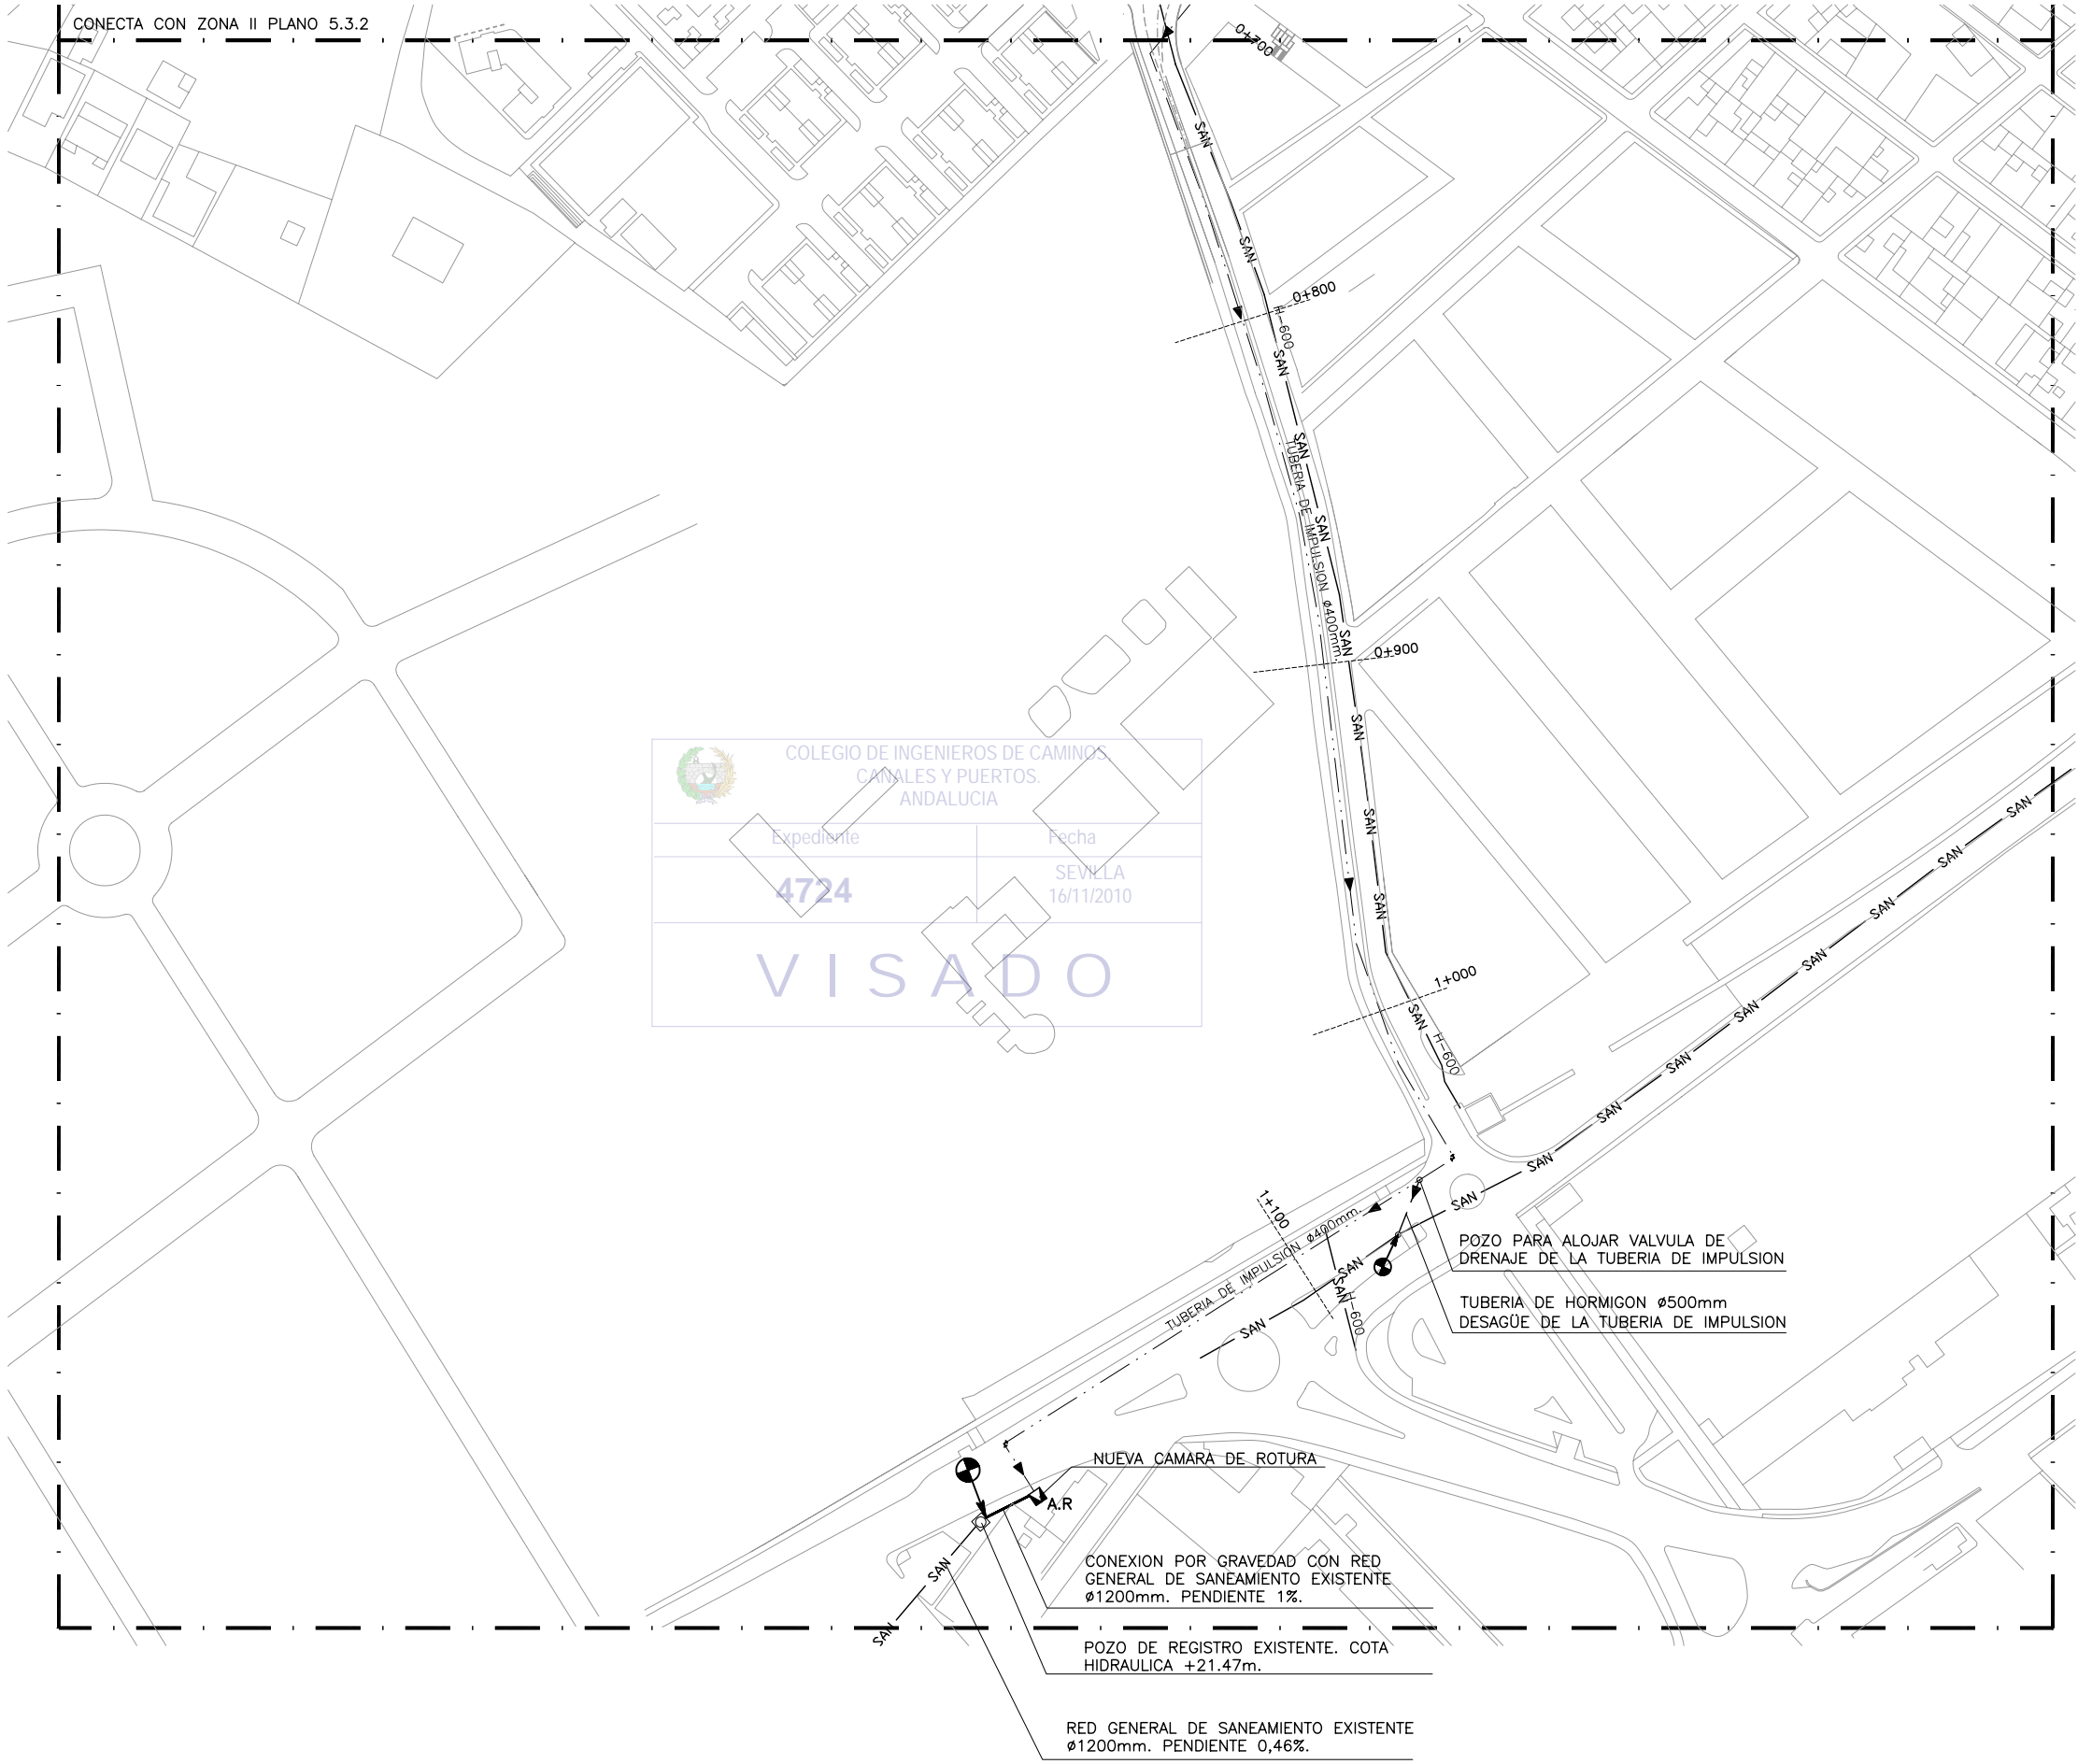 CONECTA CON ZONA II PLANO 5.3.2
0+700
SAN
SAN
0+800
H-600
SAN
SAN
TUBERIA DE IMPULSION ø400mm.
SAN
SAN
0+900
SAN
SAN
SAN
COLEGIO DE INGENIEROS DE CAMINOS,
CANALES Y PUERTOS.
ANDALUCIA
Expediente
Fecha
4724
SEVILLA
16/11/2010
VISADO
1+000
SAN
H-600
SAN
SAN
SAN
SAN
SAN
SAN
SAN
SAN
SAN
1+100
TUBERIA DE IMPULSION ø400mm.
SAN
SAN
H-600
SAN
POZO PARA ALOJAR VALVULA DE
DRENAJE DE LA TUBERIA DE IMPULSION
TUBERIA DE HORMIGON ø500mm
DESAGÜE DE LA TUBERIA DE IMPULSION
NUEVA CAMARA DE ROTURA
A.R
CONEXION POR GRAVEDAD CON RED
GENERAL DE SANEAMIENTO EXISTENTE
ø1200mm. PENDIENTE 1%.
SAN
SAN
POZO DE REGISTRO EXISTENTE. COTA
HIDRAULICA +21.47m.
RED GENERAL DE SANEAMIENTO EXISTENTE
ø1200mm. PENDIENTE 0,46%.